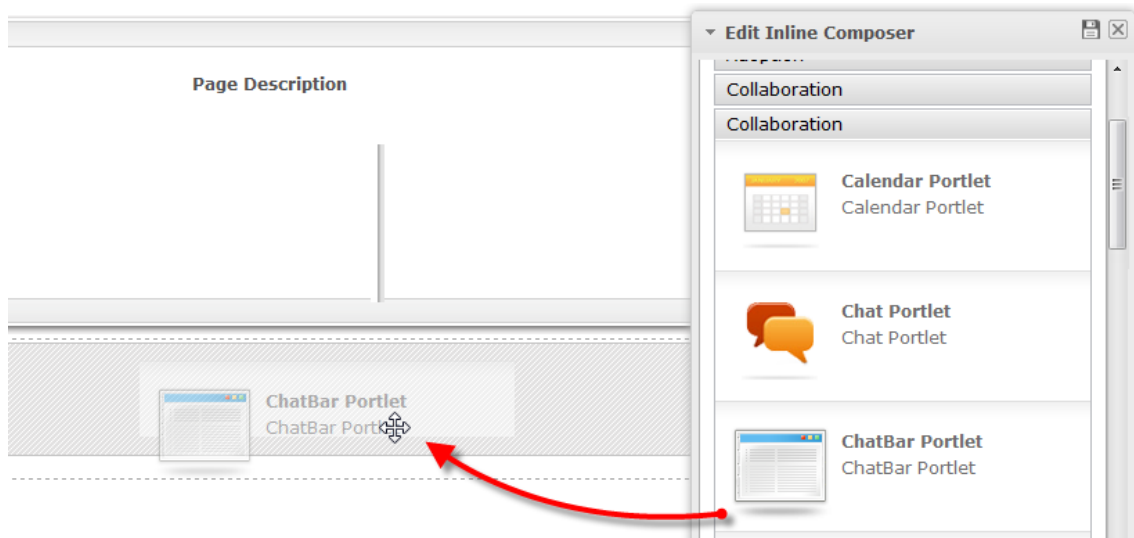 Page Description
ChatBar Portlet
Edit Inline Composer
Collaboration
Collaboration
Calendar Portlet
Calendar Portlet
Chat Portlet
Chat Portlet
ChatBar Portlet
ChatBar Portlet